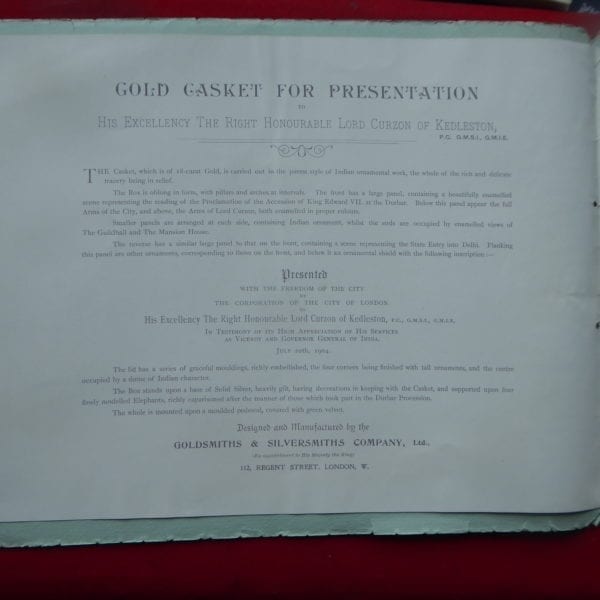 GOLD CASKET FOR PRESENTATION
TO
HIS EXCELLENCY THE RIGHT HONOURABLE LORD CURZON OF KEDLESTON,
P.C. G.M.S.I., G.M.I.E.
THE Casket, which is of 18-carat Gold, is carried out in the purest style of Indian ornamental work, the whole of the rich and delicate
tracery being in relief.
The Box is oblong in form, with pillars and arches at intervals. The front has a large panel, containing a beautifully enamelled
scene representing the reading of the Proclamation of the Accession of King Edward VII. at the Durbar. Below this panel appear the full
Arms of the City, and above, the Arms of Lord Curzon, both enamelled in proper colours.
Smaller panels are arranged at each side, containing Indian ornament, whilst the ends are occupied by enamelled views of
The Guildhall and The Mansion House.
The reverse has a similar large panel to that on the front, containing a scene representing the State Entry into Delhi. Flanking
this panel are other ornaments, corresponding to those on the front, and below it an ornamental shield with the following inscription:—
Presented
WITH THE FREEDOM OF THE CITY
BY
THE CORPORATION OF THE CITY OF LONDON
TO
His Excellency The Right Honourable Lord Curzon of Kedleston, P.C., G.M.S.I., G.M.I.E.
IN TESTIMONY OF ITS HIGH APPRECIATION OF HIS SERVICES
AS VICEROY AND GOVERNOR GENERAL OF INDIA.
JULY 20th, 1904.
The lid has a series of graceful mouldings, richly embellished, the four corners being finished with tall ornaments, and the centre
occupied by a dome of Indian character.
The Box stands upon a base of Solid Silver, heavily gilt, having decorations in keeping with the Casket, and supported upon four
finely modelled Elephants, richly caparisoned after the manner of those which took part in the Durbar Procession.
The whole is mounted upon a moulded pedestal, covered with green velvet.
Designed and Manufactured by the
GOLDSMITHS & SILVERSMITHS COMPANY, Ltd.,
(By appointment to His Majesty the King)
112, REGENT STREET, LONDON, W.